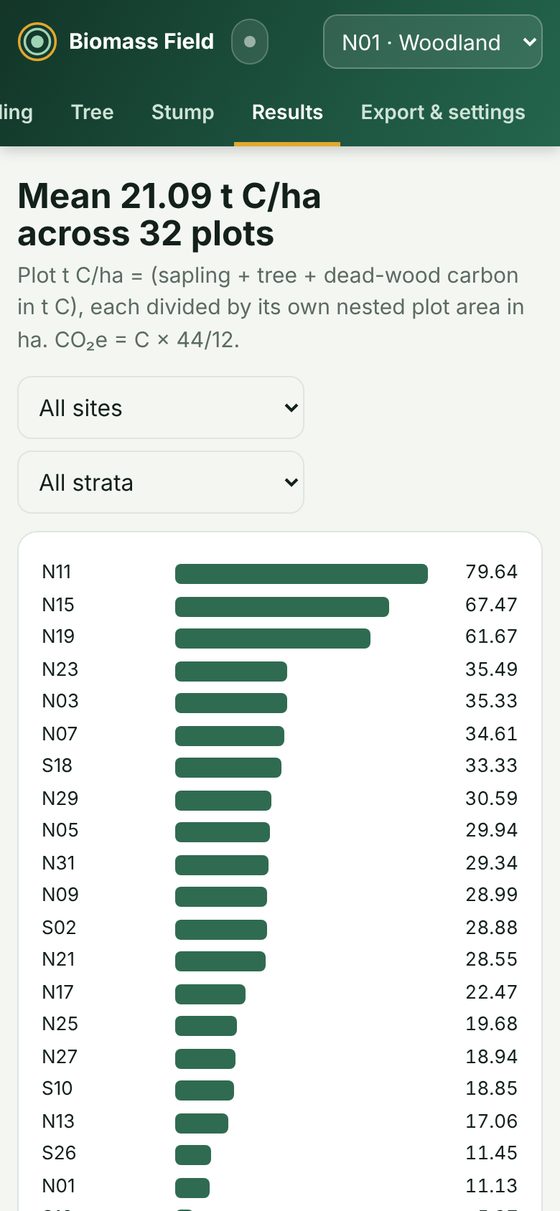 Biomass Field
N01 · Woodland
ling Tree Stump Results Export & settings
Mean 21.09 t C/ha
across 32 plots
Plot t C/ha = (sapling + tree + dead-wood carbon
in t C), each divided by its own nested plot area in
ha. CO₂e = C × 44/12.
All sites
All strata
N11 79.64
N15 67.47
N19 61.67
N23 35.49
N03 35.33
N07 34.61
S18 33.33
N29 30.59
N05 29.94
N31 29.34
N09 28.99
S02 28.88
N21 28.55
N17 22.47
N25 19.68
N27 18.94
S10 18.85
N13 17.06
S26 11.45
N01 11.13